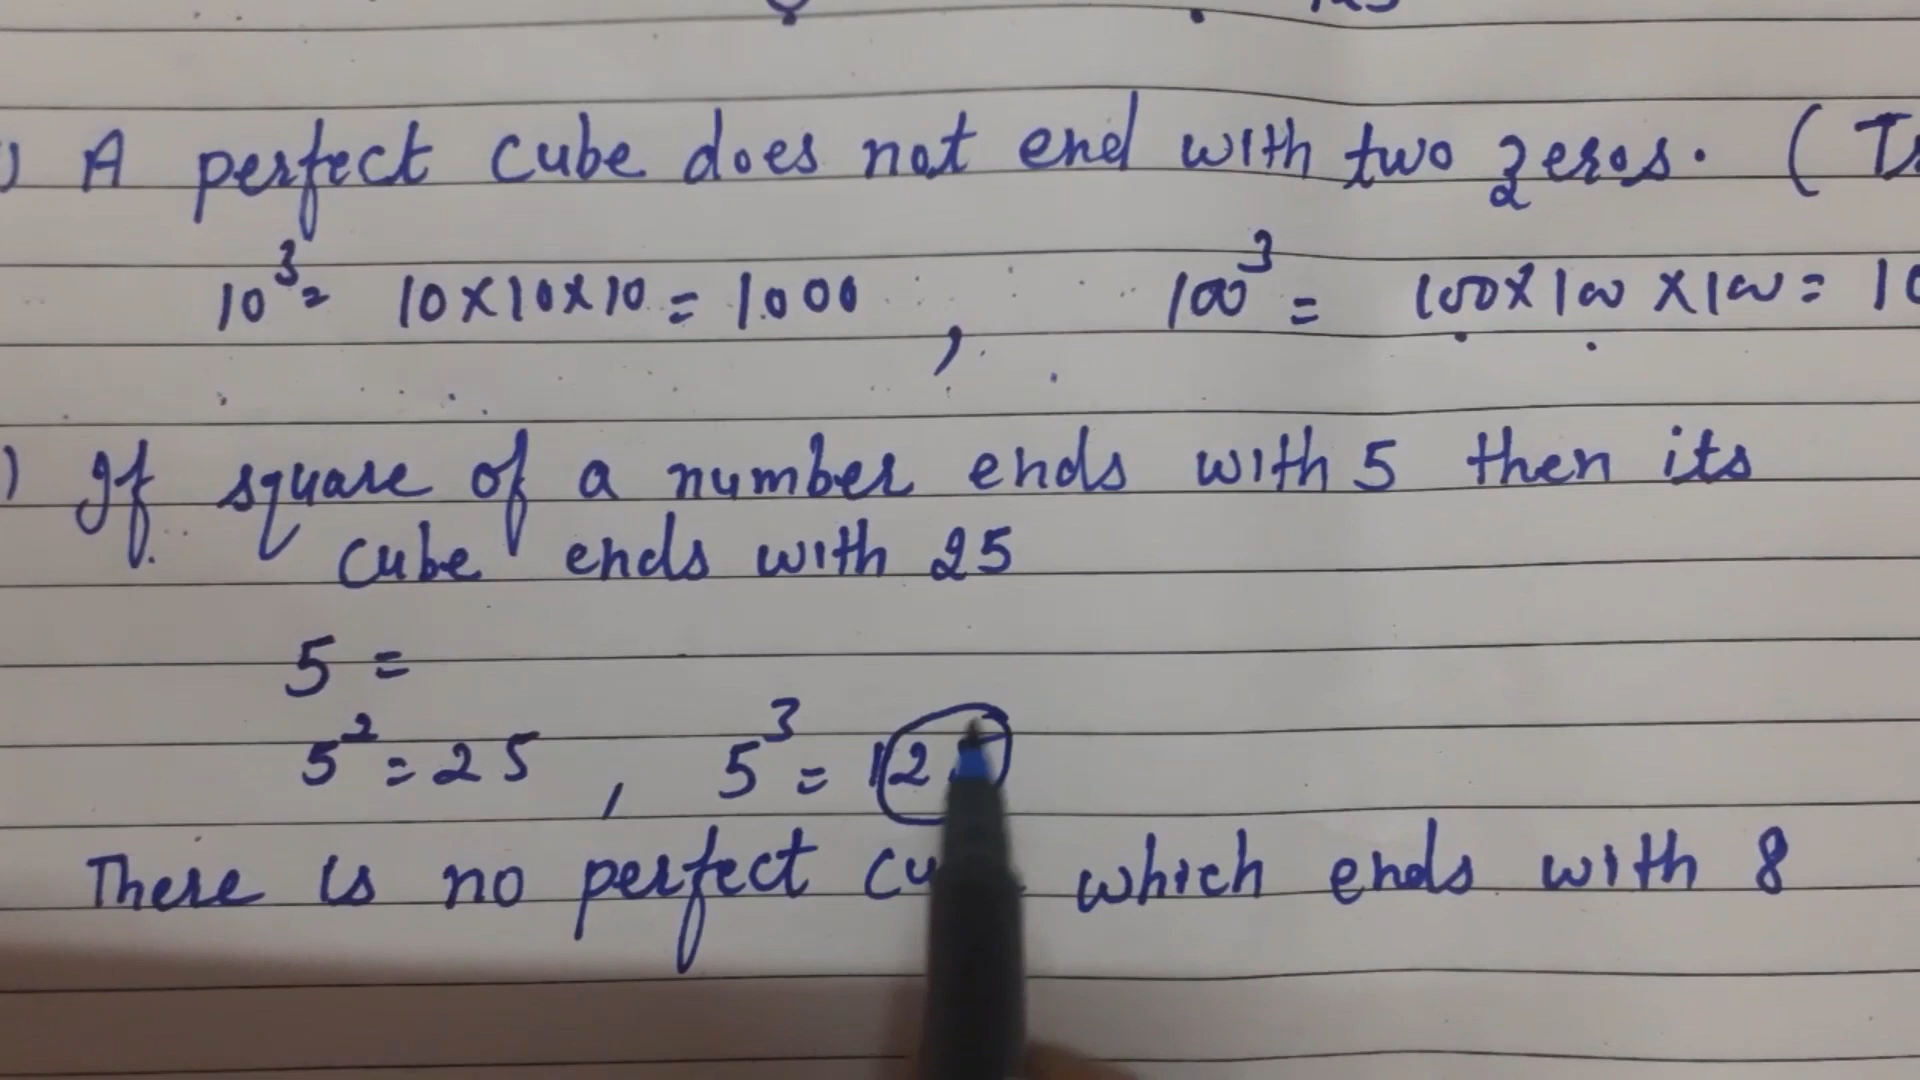 ) A perfect cube does not end with two zeros. (T
10³ = 10×10×10 = 1000 , 100³ = 100×100×100 = 10
) If square of a number ends with 5 then its
cube ends with 25
5 =
5² = 25 , 5³ = 12
There is no perfect which ends with 8